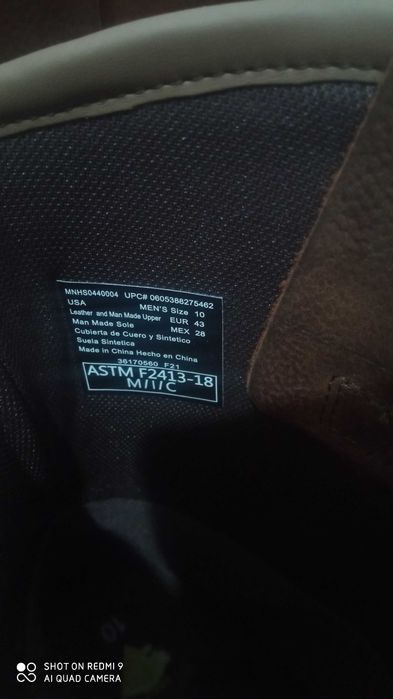 MNHS0440004 UPC# 0605388275462
USA MEN'S Size 10
Leather and Man Made Upper EUR 43
Man Made Sole MEX 28
Cubierta de Cuero y Sintetico
Suela Sintetica
Made in China Hecho en China
36170560 F21
ASTM F2413-18
M/I/C
SHOT ON REDMI 9
AI QUAD CAMERA